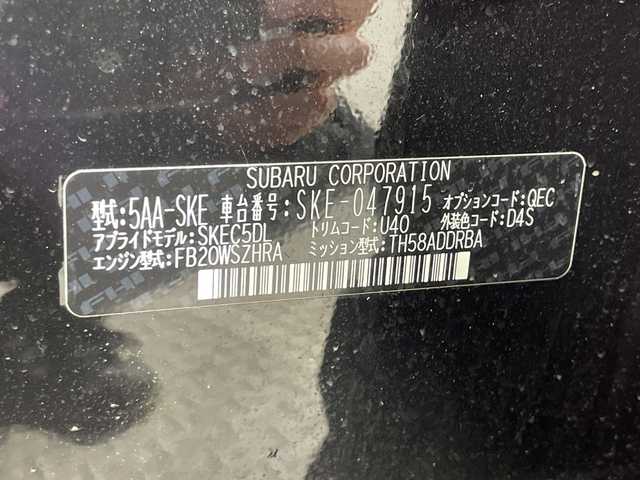 SUBARU CORPORATION
型式:5AA-SKE 車台番号:SKE-047915 オプションコード:QEC
アプライドモデル:SKEC5DL トリムコード:U40 外装色コード:D4S
エンジン型式:FB20WSZHRA ミッション型式:TH58ADDRBA